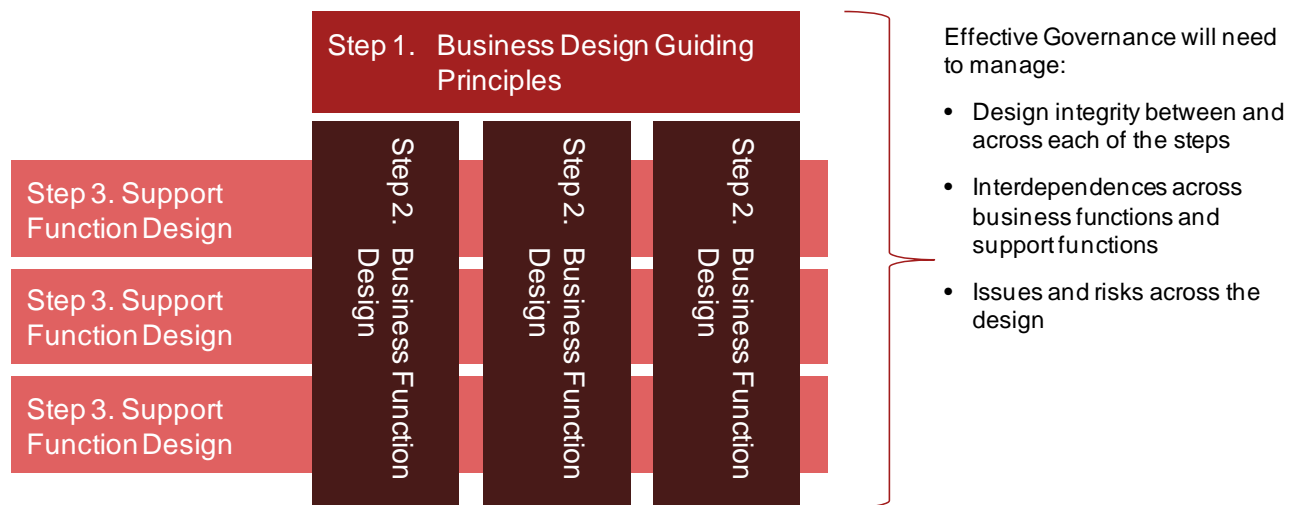 Step 1. Business Design Guiding
Principles
Step 3. Support
Function Design
Step 3. Support
Function Design
Step 3. Support
Function Design
Step 2. Business Function
Design
Step 2. Business Function
Design
Step 2. Business Function
Design
Effective Governance will need
to manage:
• Design integrity between and
across each of the steps
• Interdependences across
business functions and
support functions
• Issues and risks across the
design